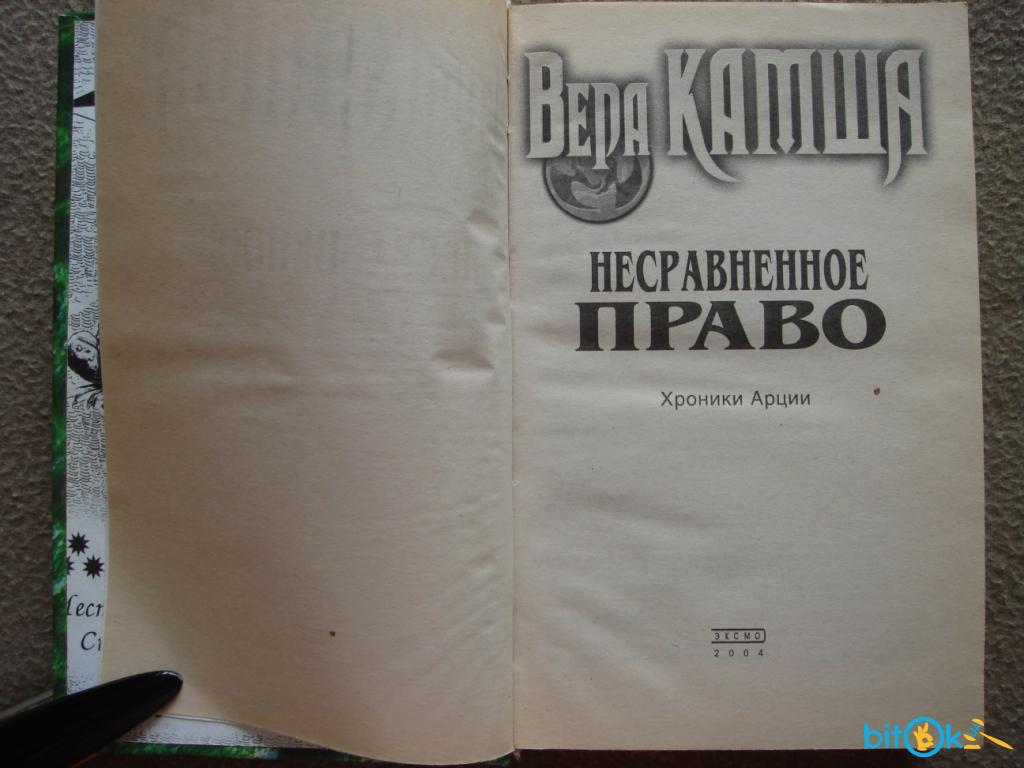 Вера КАМША
НЕСРАВНЕННОЕ
ПРАВО
Хроники Арции
ЭКСМО
2004
bitOk